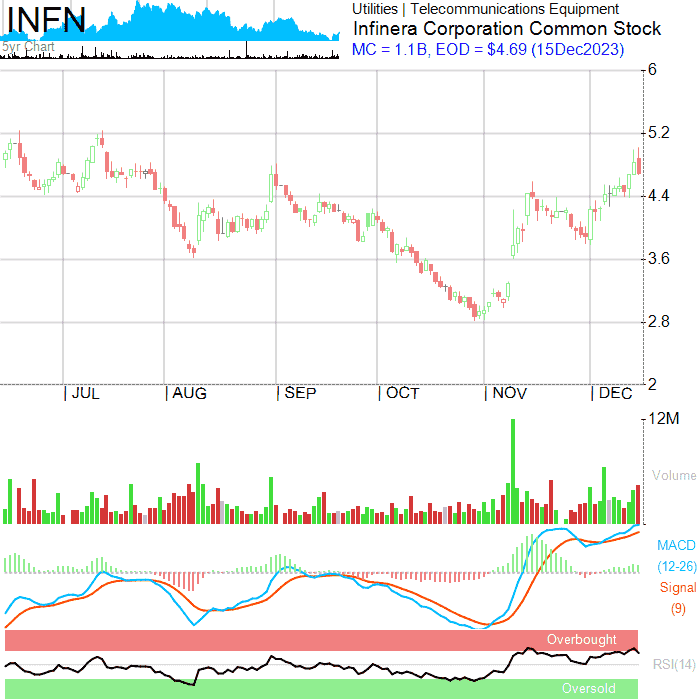 INFN
5yr Chart
Utilities | Telecommunications Equipment
Infinera Corporation Common Stock
MC = 1.1B, EOD = $4.69 (15Dec2023)
6
5.2
4.4
3.6
2.8
2
| JUL | AUG | SEP | OCT | NOV | DEC
12M
Volume
MACD
(12-26)
Signal
(9)
Overbought
RSI(14)
Oversold